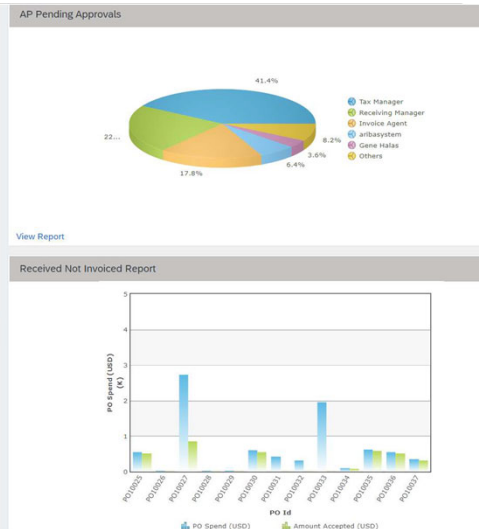 AP Pending Approvals
41.4%
22...
17.8%
6.4%
3.6%
8.2%
Tax Manager
Receiving Manager
Invoice Agent
aribasystem
Gene Halas
Others
View Report
Received Not Invoiced Report
PO Spend (USD)
(K)
5
4
3
2
1
0
PO10025
PO10026
PO10027
PO10028
PO10029
PO10030
PO10031
PO10032
PO10033
PO10034
PO10035
PO10036
PO10037
PO Id
PO Spend (USD)
Amount Accepted (USD)